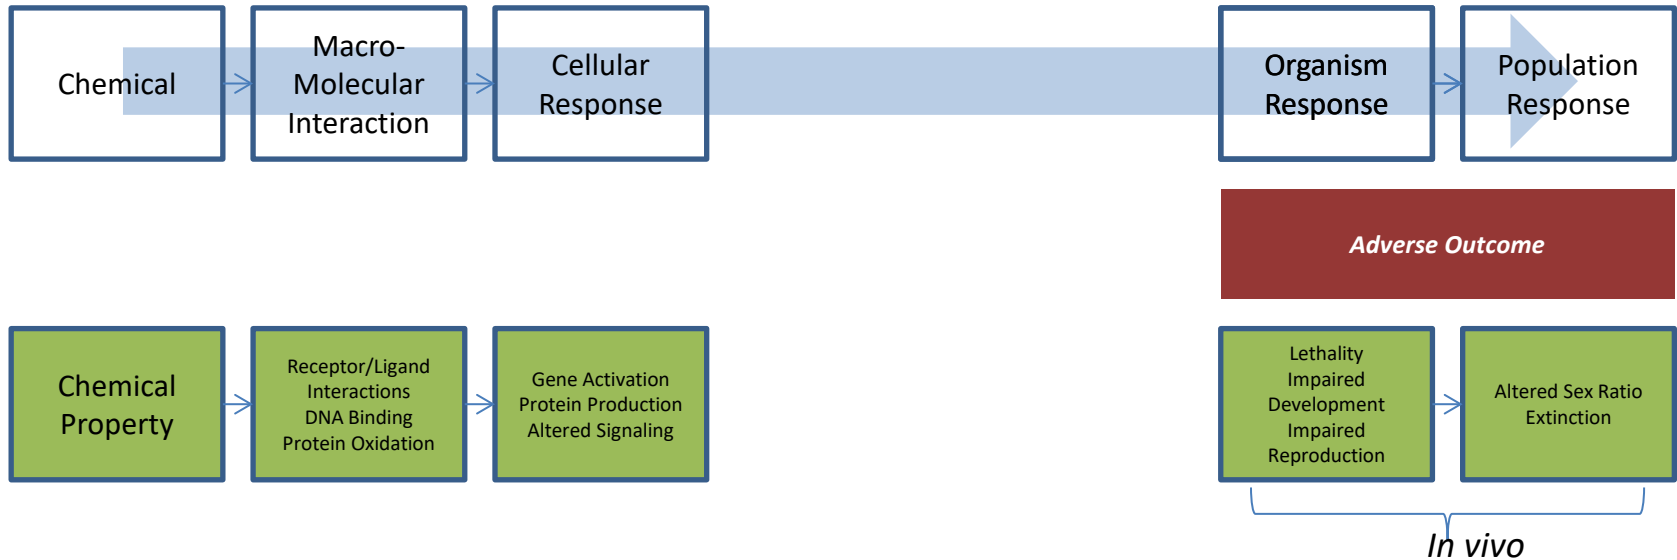 Chemical
Macro-
Molecular
Interaction
Cellular
Response
Organism
Response
Population
Response
Adverse Outcome
Chemical
Property
Receptor/Ligand
Interactions
DNA Binding
Protein Oxidation
Gene Activation
Protein Production
Altered Signaling
Lethality
Impaired
Development
Impaired
Reproduction
Altered Sex Ratio
Extinction
In vivo